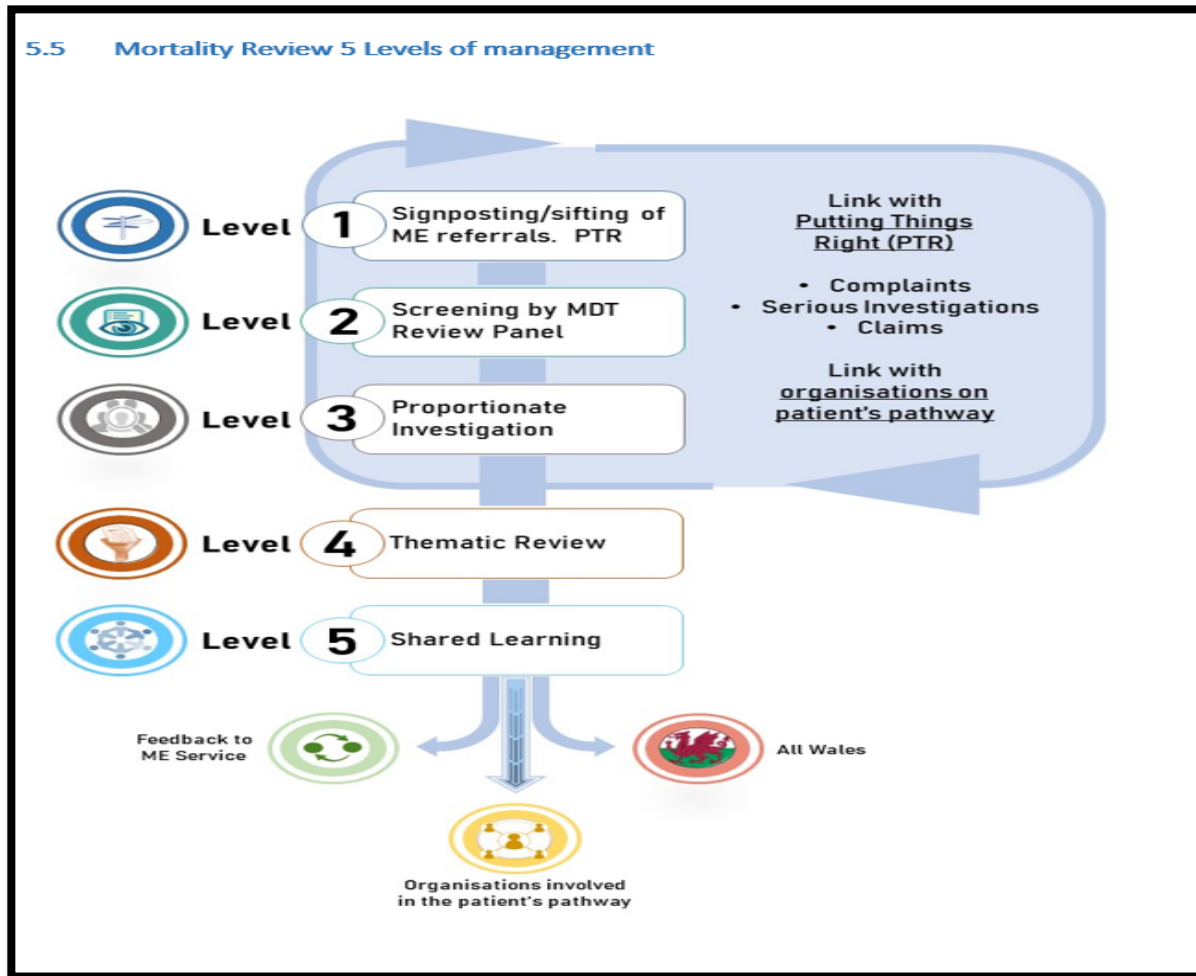 5.5 Mortality Review 5 Levels of management
Level 1 Signposting/sifting of
ME referrals. PTR
Level 2 Screening by MDT
Review Panel
Level 3 Proportionate
Investigation
Level 4 Thematic Review
Level 5 Shared Learning
Link with
Putting Things
Right (PTR)
• Complaints
• Serious Investigations
• Claims
Link with
organisations on
patient's pathway
Feedback to
ME Service
All Wales
Organisations involved
in the patient's pathway